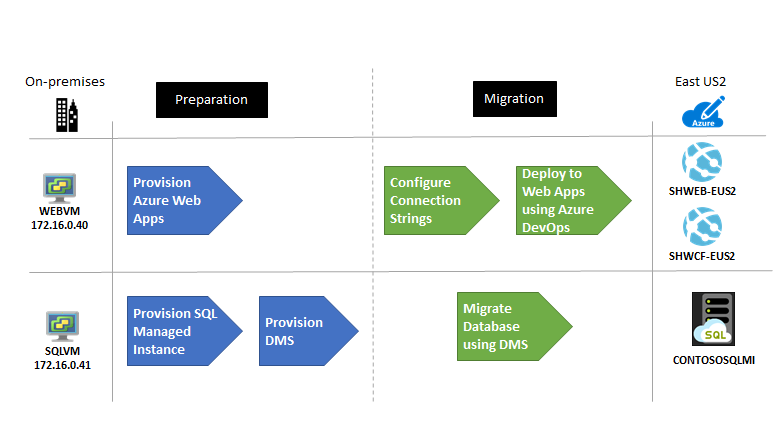 On-premises
Preparation
Migration
East US2
Azure
WEBVM
172.16.0.40
Provision
Azure Web
Apps
Configure
Connection
Strings
Deploy to
Web Apps
using Azure
DevOps
SHWEB-EUS2
SHWCF-EUS2
SQLVM
172.16.0.41
Provision SQL
Managed
Instance
Provision
DMS
Migrate
Database
using DMS
SQL
CONTOSOSQLMI